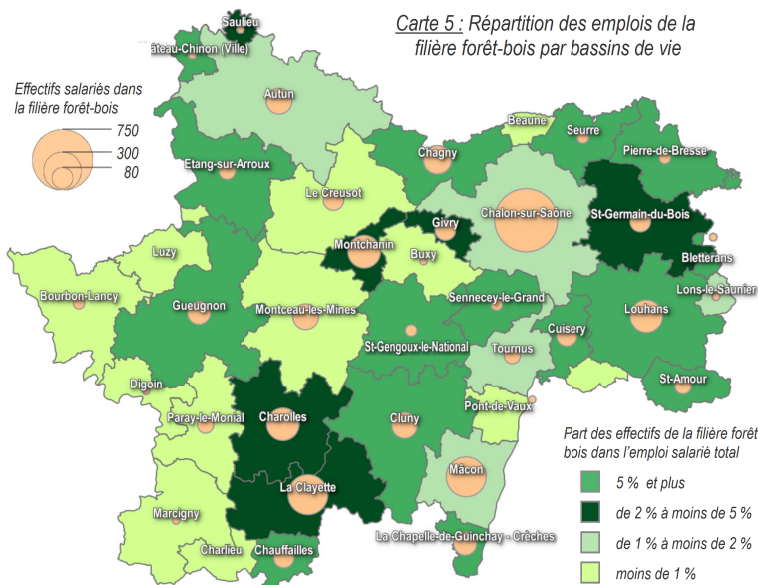 Carte 5 : Répartition des emplois de la
filière forêt-bois par bassins de vie
Effectifs salariés dans
la filière forêt-bois
750
300
80
Saulieu
âteau-Chinon (Ville)
Autun
Beaune
Seurre
Chagny
Pierre-de-Bresse
Etang-sur-Arroux
Le Creusot
Givry
Chalon-sur-Saône
St-Germain-du-Bois
Montchanin
Buxy
Luzy
Bletterans
Bourbon-Lancy
Gueugnon
Montceau-les-Mines
Sennecey-le-Grand
Lons-le-Saunier
Louhans
Cuisery
St-Gengoux-le-National
Tournus
Digoin
St-Amour
Paray-le-Monial
Charolles
Cluny
Pont-de-Vaux
Mâcon
La Clayette
Marcigny
La Chapelle-de-Guinchay - Crêches
Charlieu
Chauffailles
Part des effectifs de la filière forêt
bois dans l'emploi salarié total
5 % et plus
de 2 % à moins de 5 %
de 1 % à moins de 2 %
moins de 1 %